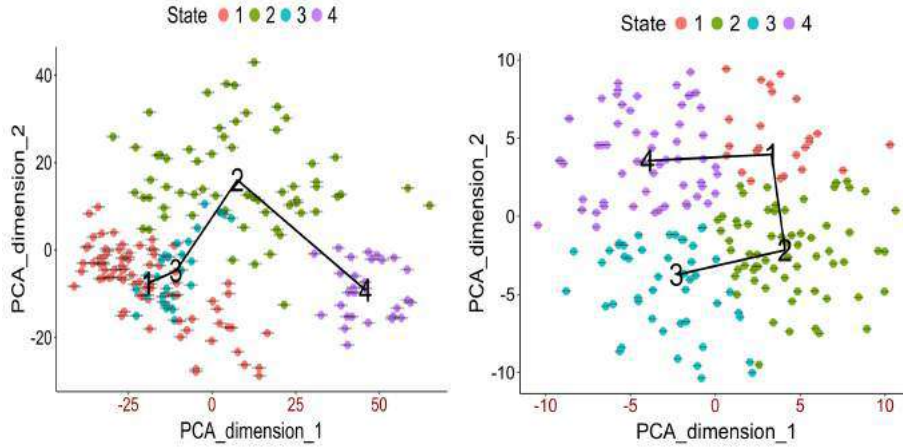 State 1 2 3 4
40
20
0
-20
PCA_dimension_2
1
3
2
4
-25 0 25 50
PCA_dimension_1
State 1 2 3 4
10
5
0
-5
-10
PCA_dimension_2
4
1
2
3
-10 -5 0 5 10
PCA_dimension_1